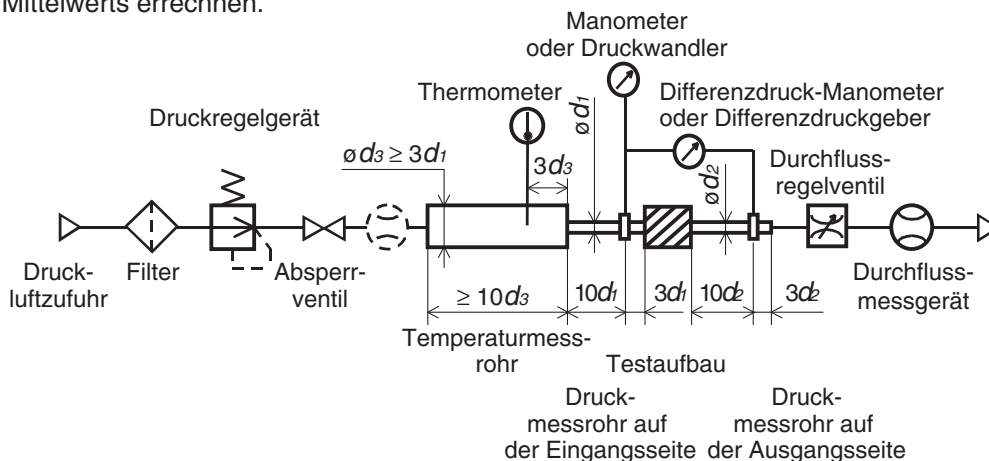 Mittelwerts errechnen.
Manometer
oder Druckwandler
Thermometer
Differenzdruck-Manometer
oder Differenzdruckgeber
Druckregelgerät
ød1
ød3 ≥ 3d1
3d3
ød2
Durchfluss-
regelventil
Druck-
luftzufuhr
Filter
Absperr-
ventil
Durchfluss-
messgerät
≥ 10d3
10d1
3d1
10d2
3d2
Temperaturmess-
rohr
Testaufbau
Druck-
messrohr auf
der Eingangsseite
Druck-
messrohr auf
der Ausgangsseite